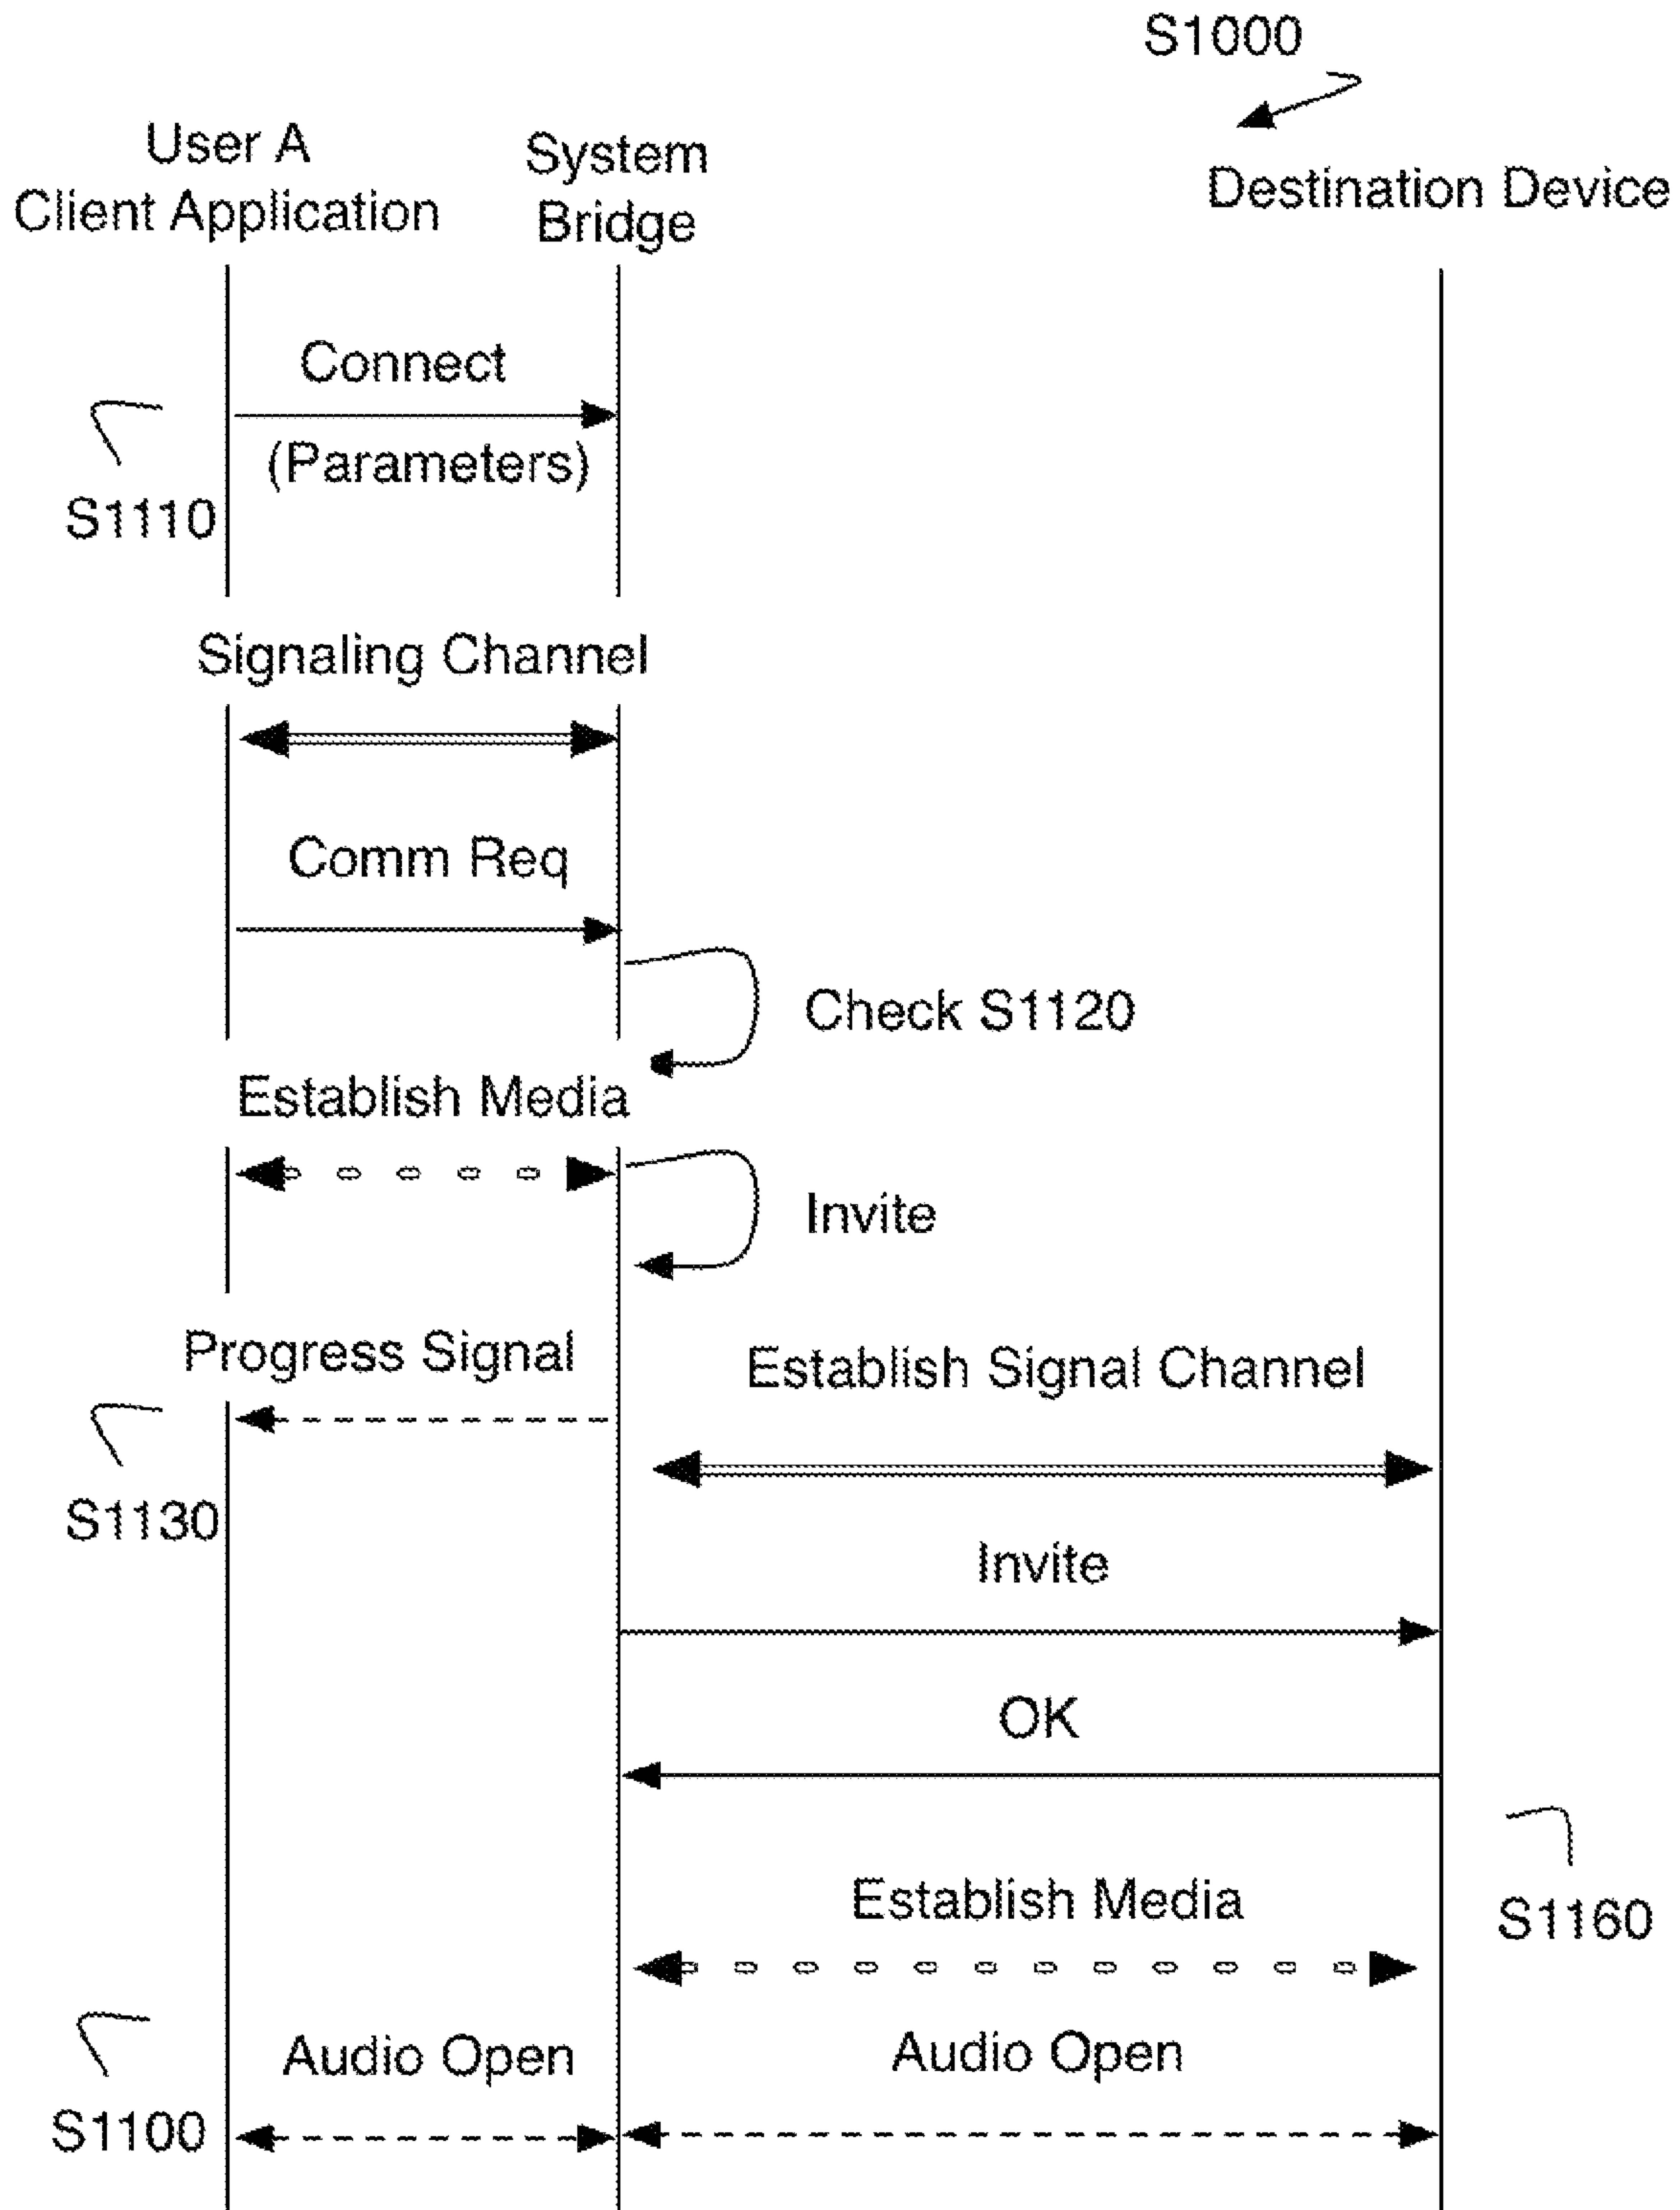 S1000
User A
Client Application
System
Bridge
Destination Device
Connect
(Parameters)
S1110
Signaling Channel
Comm Req
Check S1120
Establish Media
Invite
Progress Signal
Establish Signal Channel
S1130
Invite
OK
Establish Media
S1160
Audio Open
Audio Open
S1100